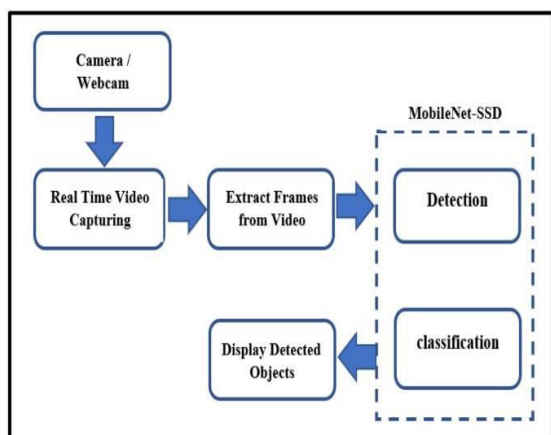 Camera /
Webcam
MobileNet-SSD
Real Time Video
Capturing
Extract Frames
from Video
Detection
Display Detected
Objects
classification